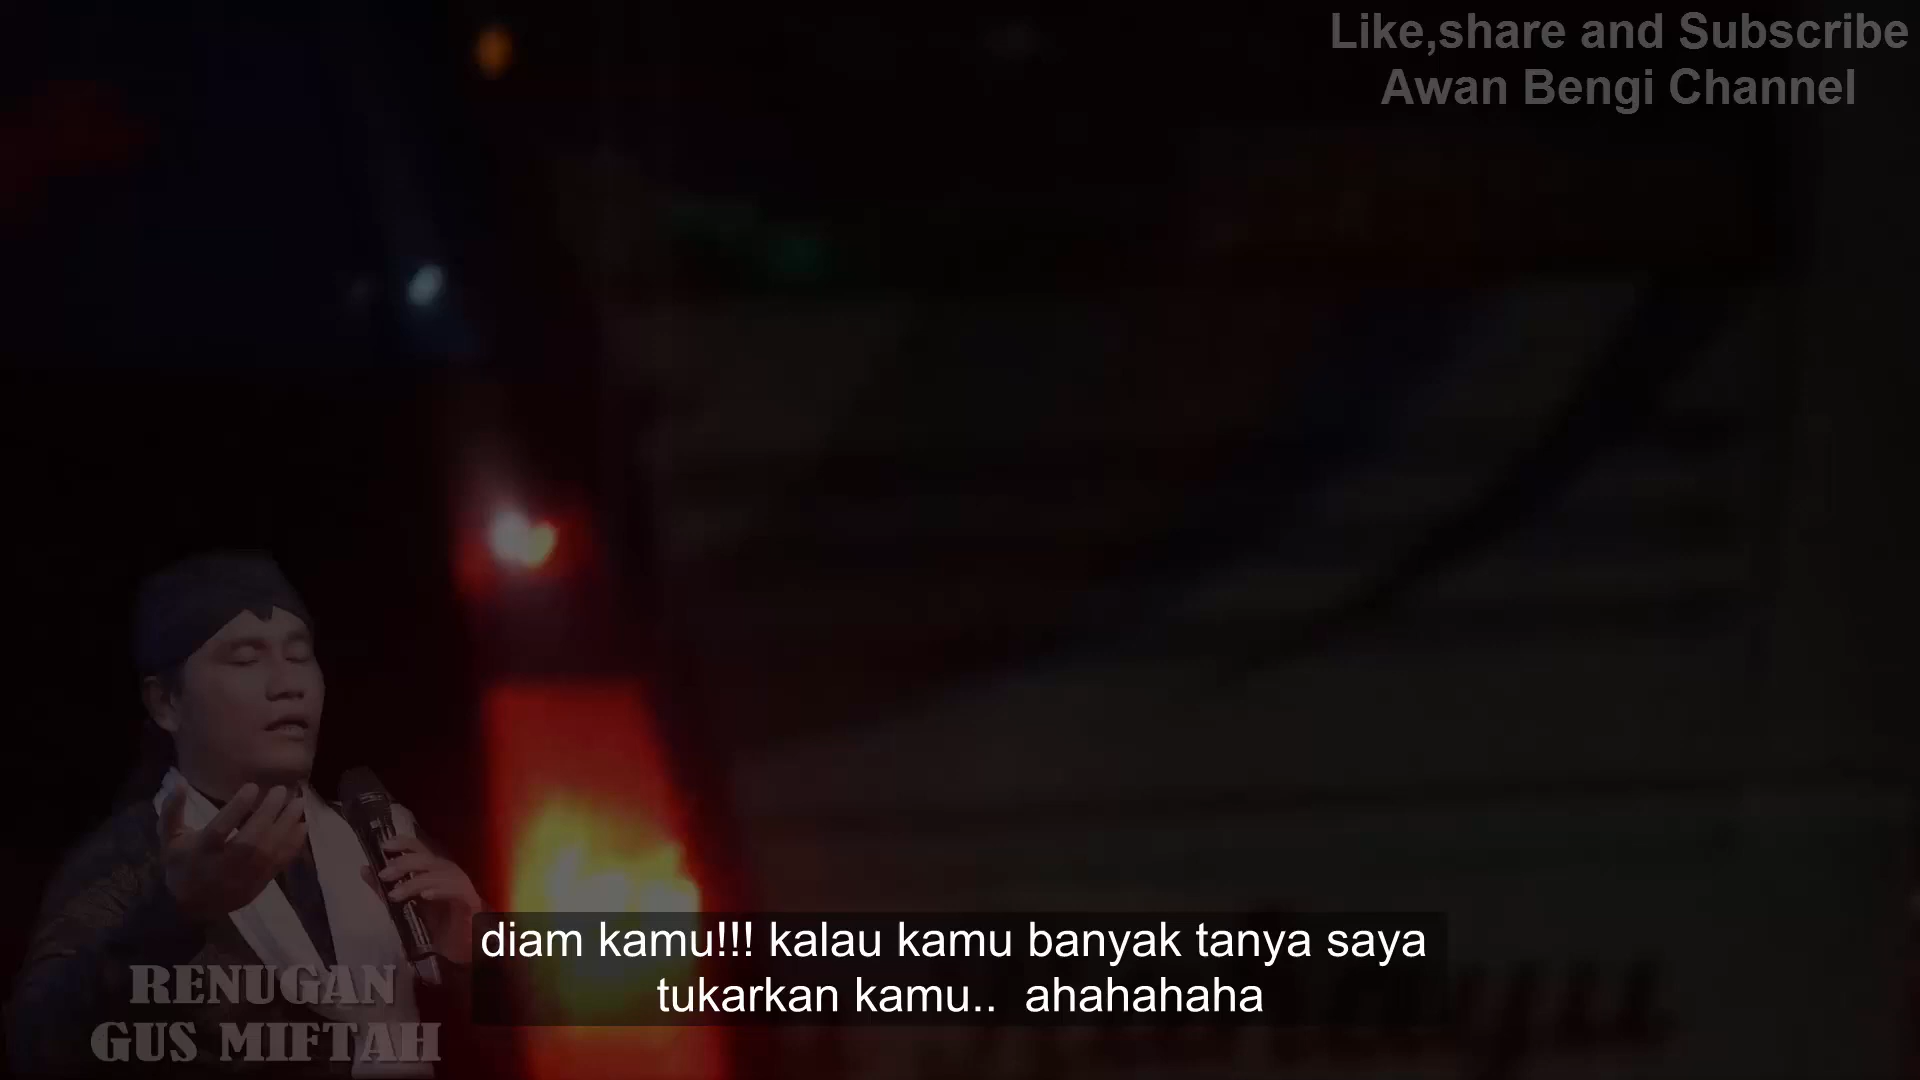 Like,share and Subscribe
Awan Bengi Channel
diam kamu!!! kalau kamu banyak tanya saya
tukarkan kamu..  ahahahaha
RENUGAN
GUS MIFTAH